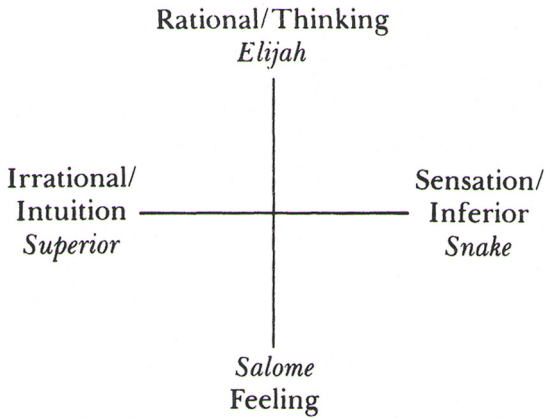 Rational/Thinking
Elijah
Irrational/
Intuition
Superior
Sensation/
Inferior
Snake
Salome
Feeling